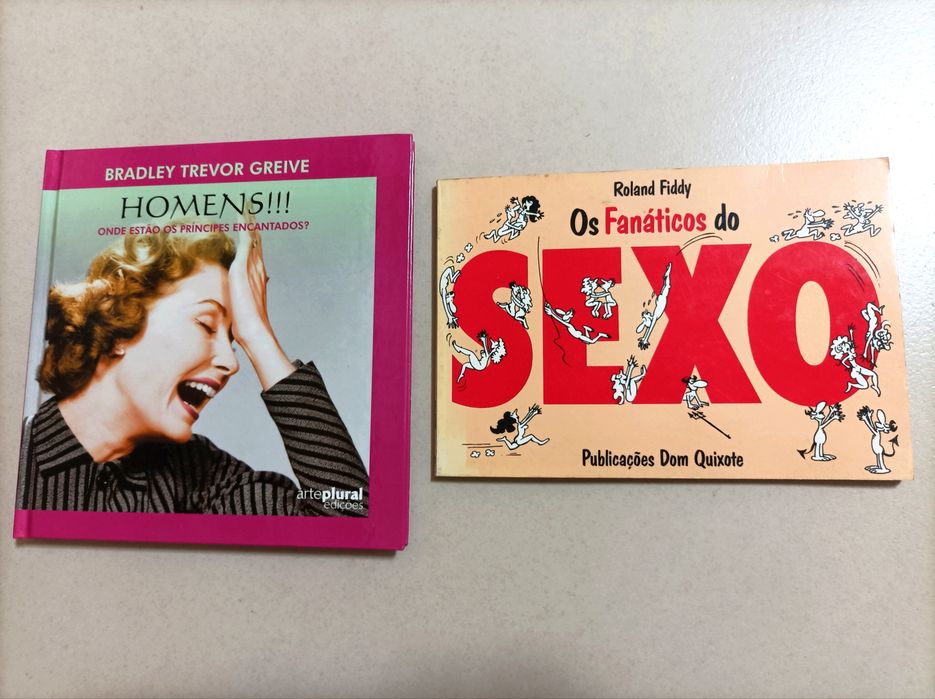 BRADLEY TREVOR GREIVE
HOMENS!!!
ONDE ESTÃO OS PRÍNCIPES ENCANTADOS?
arteplural
edições
Roland Fiddy
Os Fanáticos do
SEXO
Publicações Dom Quixote